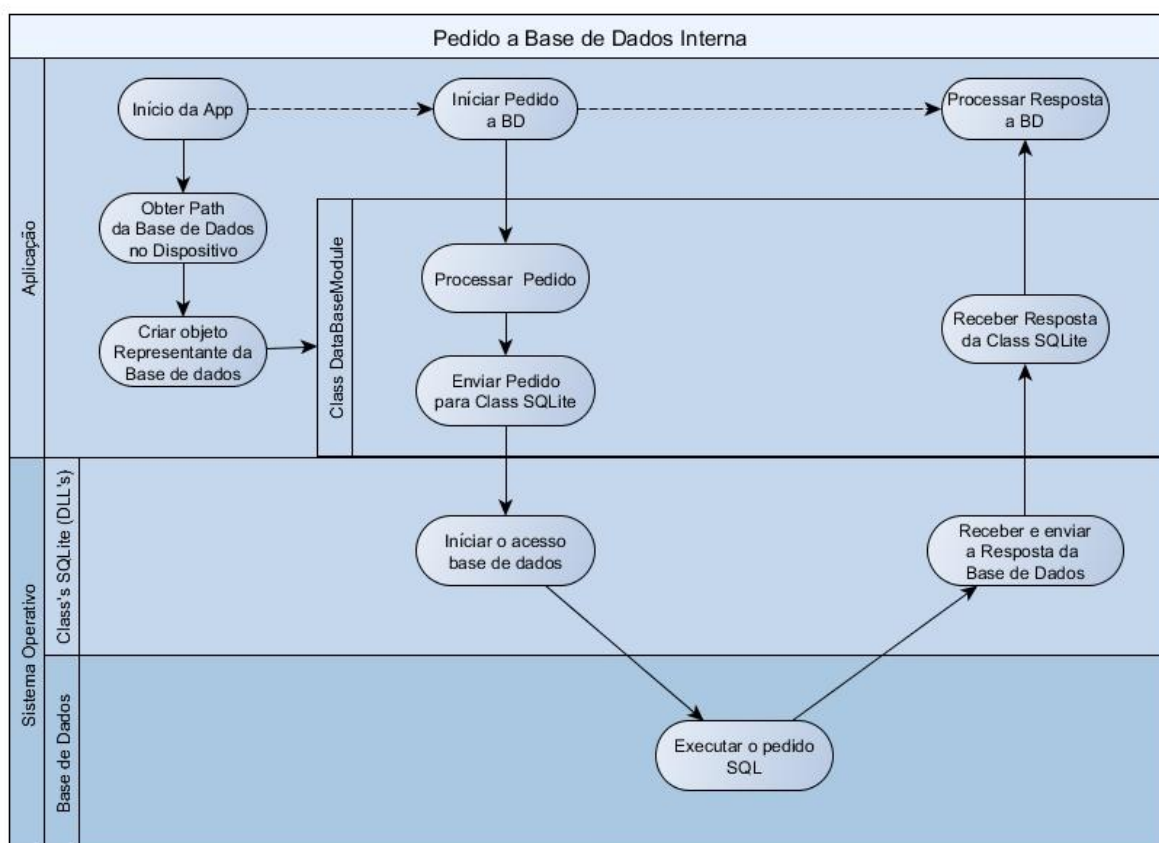 Pedido a Base de Dados Interna
Aplicação
Início da App
Iníciar Pedido
a BD
Processar Resposta
a BD
Obter Path
da Base de Dados
no Dispositivo
Criar objeto
Representante da
Base de dados
Class DataBaseModule
Processar Pedido
Enviar Pedido
para Class SQLite
Receber Resposta
da Class SQLite
Sistema Operativo
Class's SQLite (DLL's)
Iníciar o acesso
base de dados
Receber e enviar
a Resposta da
Base de Dados
Base de Dados
Executar o pedido
SQL